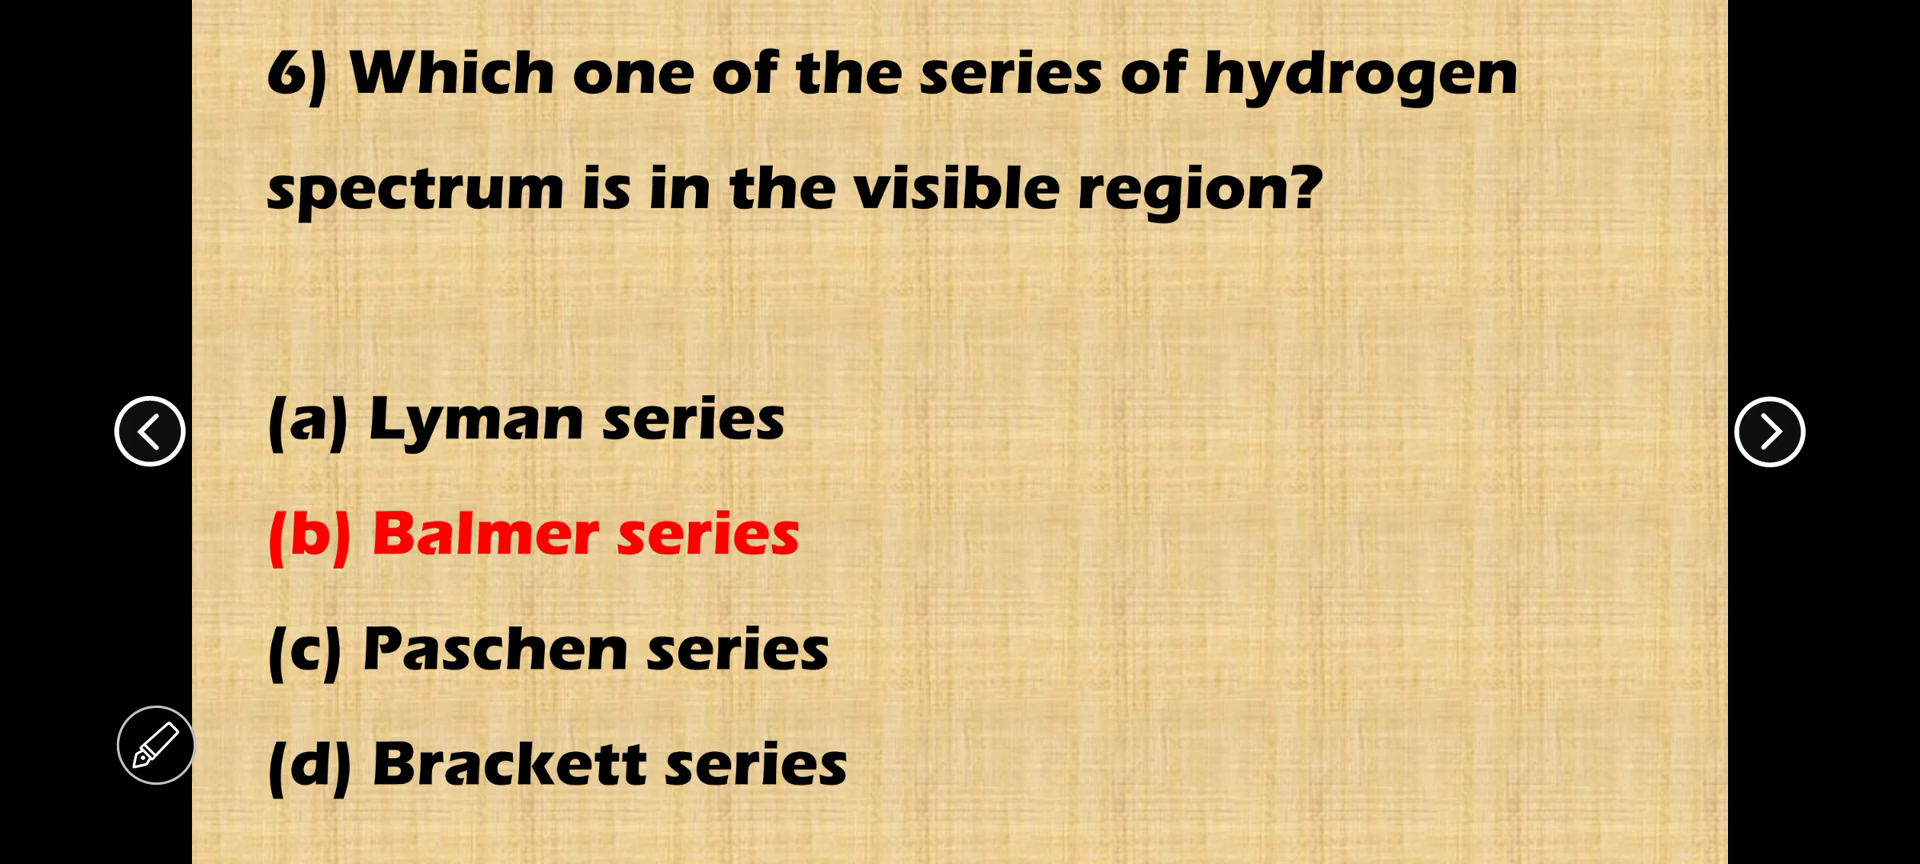 6) Which one of the series of hydrogen
spectrum is in the visible region?
(a) Lyman series
(b) Balmer series
(c) Paschen series
(d) Brackett series